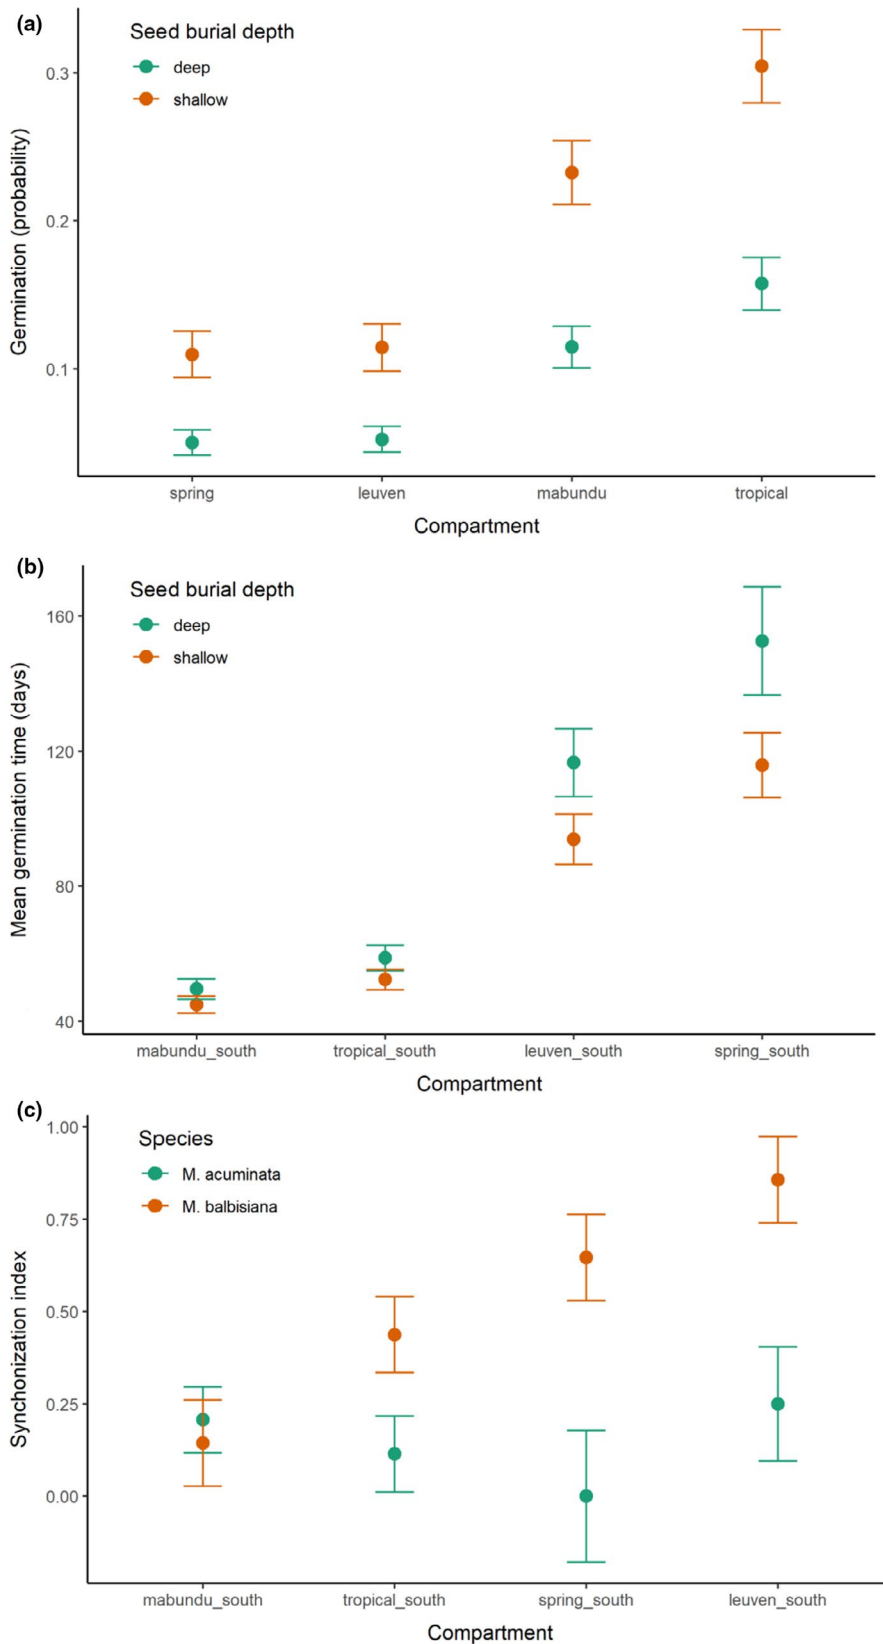 (a)
Seed burial depth
deep
shallow
Germination (probability)
0.3
0.2
0.1
spring leuven mabundu tropical
Compartment
(b)
Seed burial depth
deep
shallow
Mean germination time (days)
160
120
80
40
mabundu_south tropical_south leuven_south spring_south
Compartment
(c)
Species
M. acuminata
M. balbisiana
Synchonization index
1.00
0.75
0.50
0.25
0.00
mabundu_south tropical_south spring_south leuven_south
Compartment